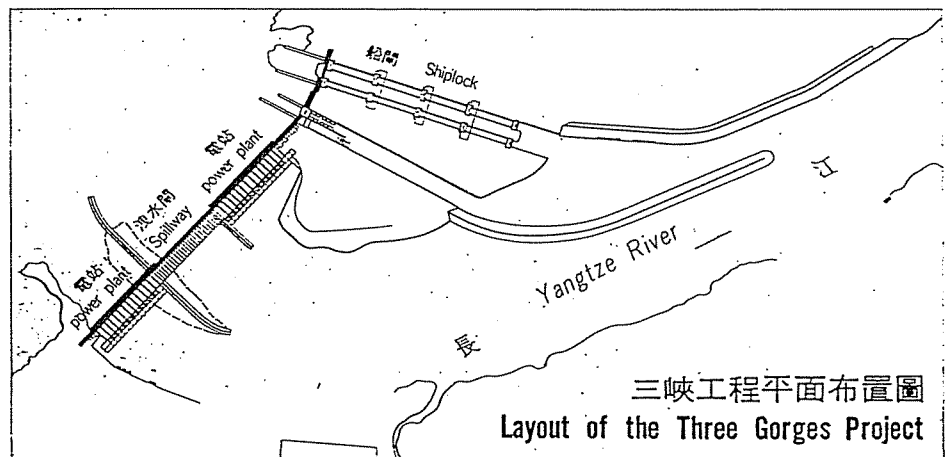 船閘
Shiplock
電站
power plant
洩水閘
Spillway
電站
power plant
江
Yangtze River
長
三峽工程平面布置圖
Layout of the Three Gorges Project